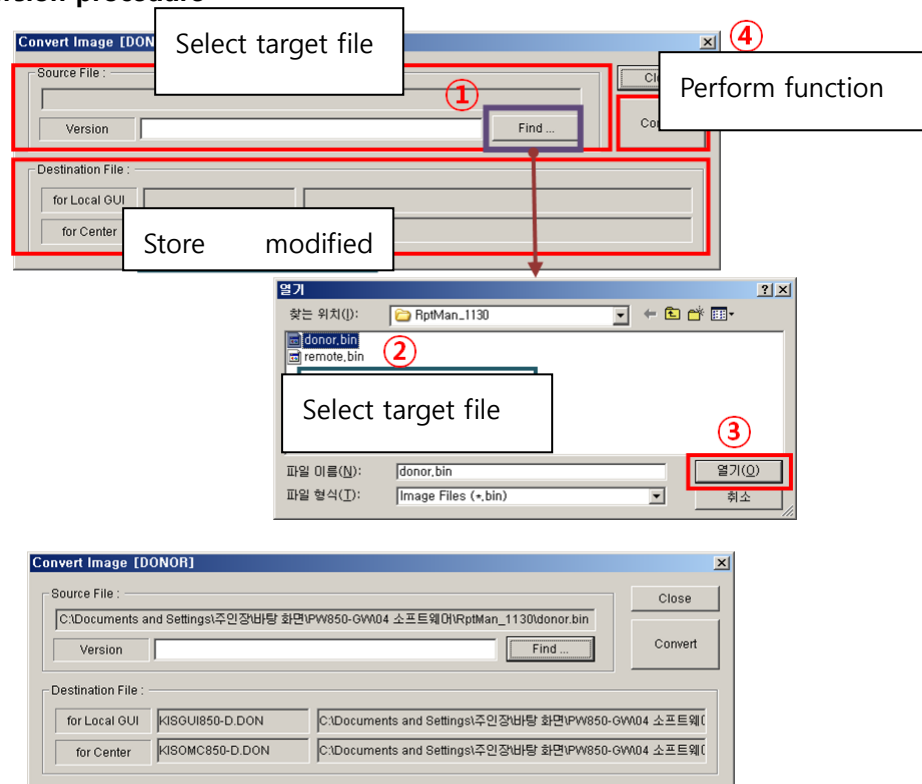 procedure
Convert Image [DON
Select target file
④
Source File :
①
Perform function
Version
Find ...
Destination File :
for Local GUI
for Center
Store modified
열기
찾는 위치(I):
RptMan_1130
donor.bin
remote.bin
②
Select target file
③
파일 이름(N):
donor.bin
열기(O)
파일 형식(T):
Image Files (*.bin)
취소
Convert Image [DONOR]
Source File :
Close
C:\Documents and Settings\주인장\바탕 화면\PW850-GW\04 소프트웨어\RptMan_1130\donor.bin
Version
Find ...
Convert
Destination File :
for Local GUI
KISGUI850-D.DON
C:\Documents and Settings\주인장\바탕 화면\PW850-GW\04 소프트웨어
for Center
KISOMC850-D.DON
C:\Documents and Settings\주인장\바탕 화면\PW850-GW\04 소프트웨어